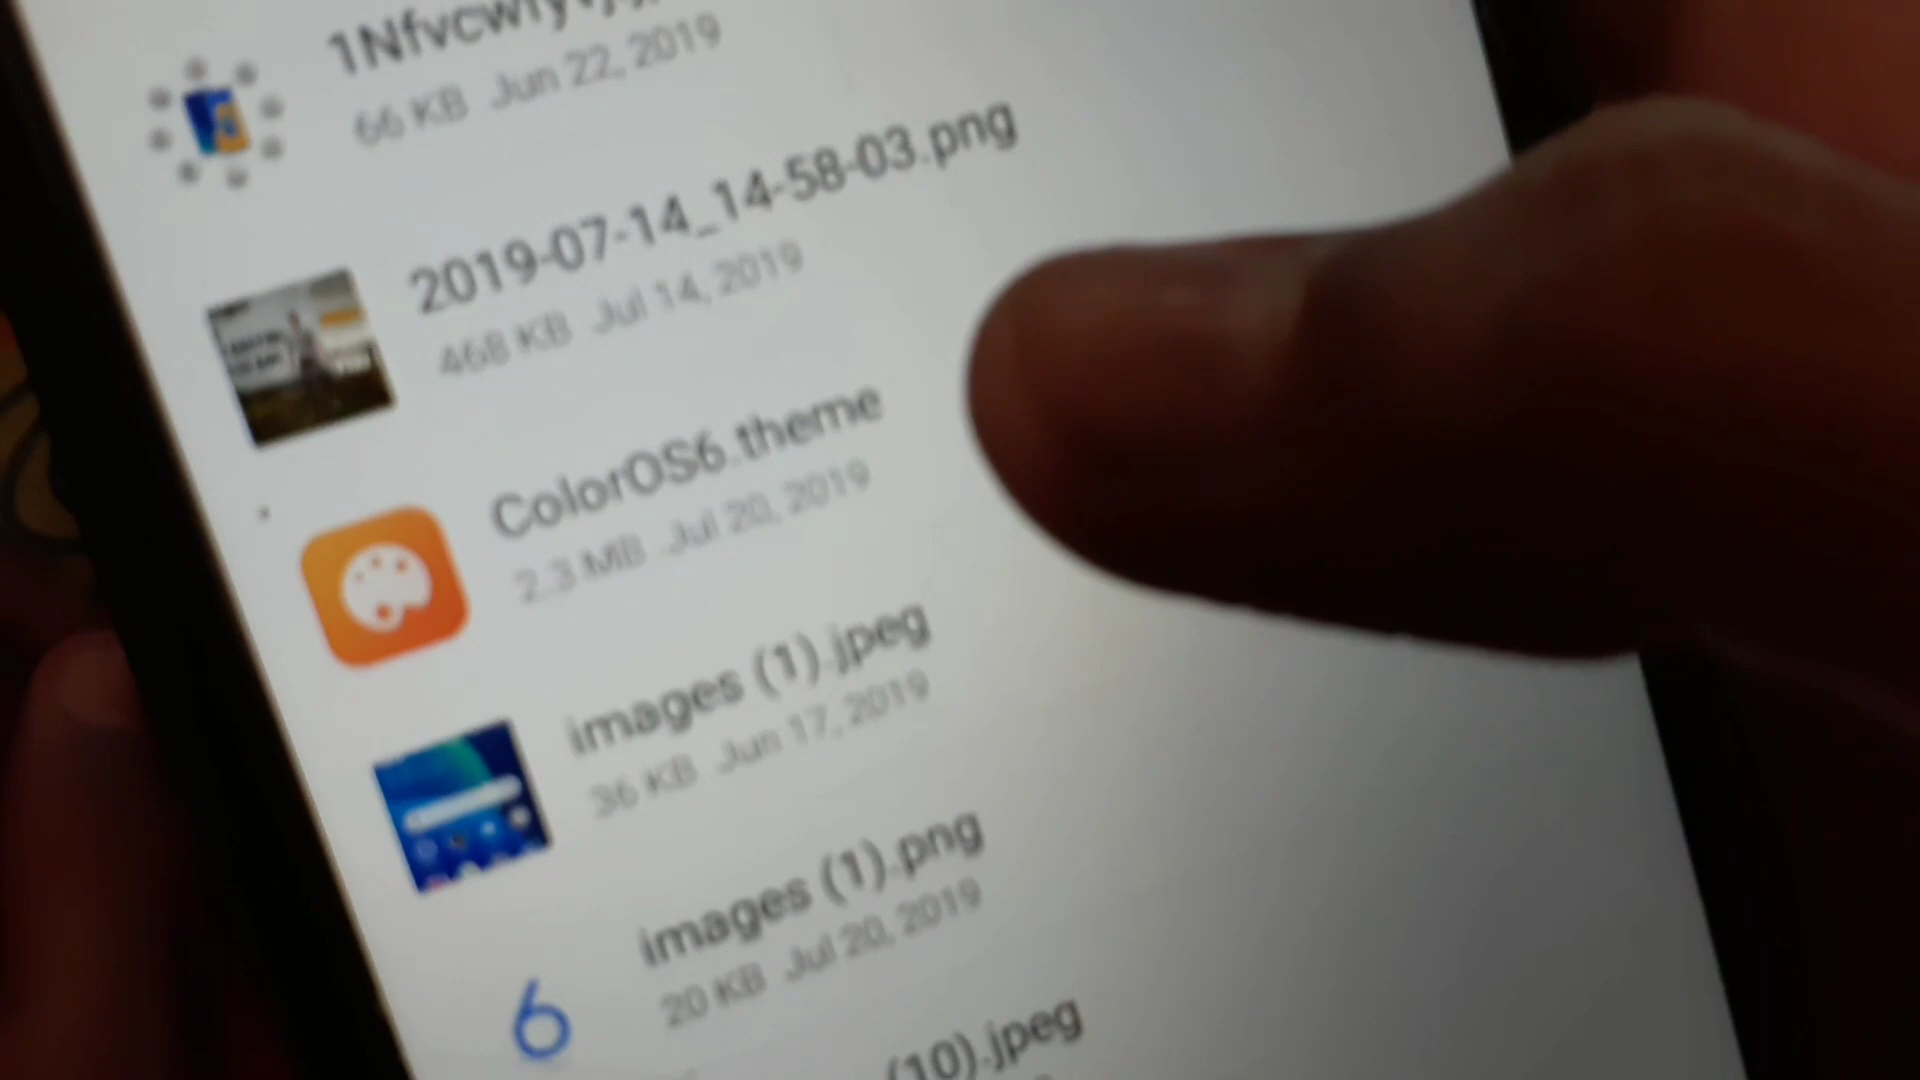 66 KB Jun 22, 2019
2019-07-14_14-58-03.png
468 KB Jul 14, 2019
ColorOS6.theme
2.3 MB Jul 20, 2019
images (1).jpeg
36 KB Jun 17, 2019
images (1).png
20 KB Jul 20, 2019
6
(10).jpeg